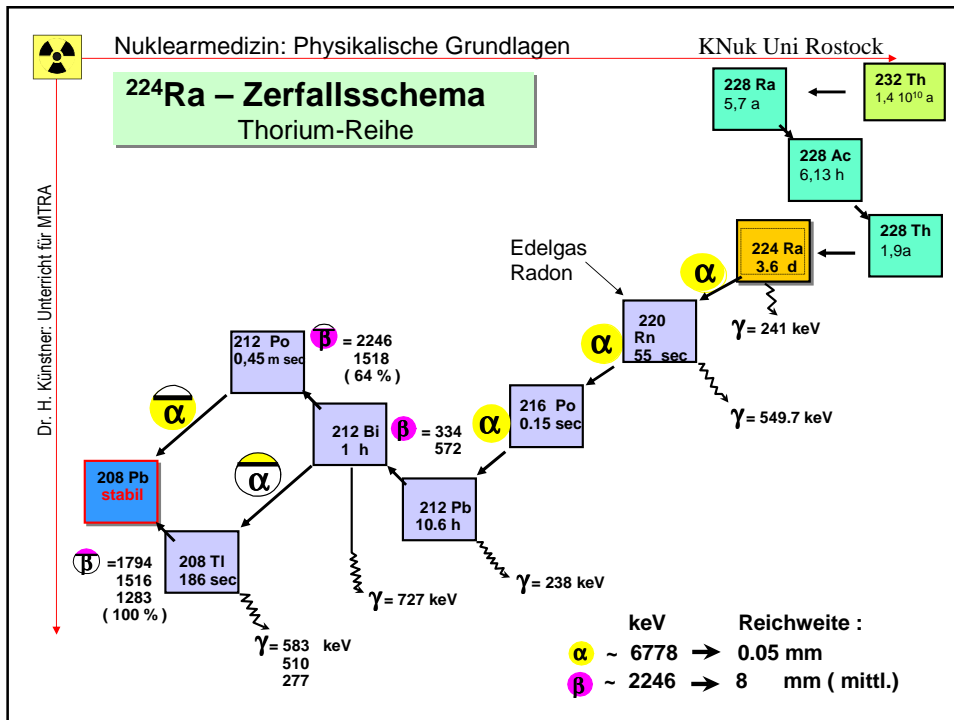 Nuklearmedizin: Physikalische Grundlagen
KNuk Uni Rostock
Dr. H. Künstner: Unterricht für MTRA
²²⁴Ra – Zerfallsschema
Thorium-Reihe
232 Th
1,4 10¹⁰ a
228 Ra
5,7 a
228 Ac
6,13 h
228 Th
1,9a
224 Ra
3.6 d
γ= 241 keV
α
Edelgas
Radon
220
Rn
55 sec
γ= 549.7 keV
α
216 Po
0.15 sec
α
212 Pb
10.6 h
γ= 238 keV
β = 334
572
212 Bi
1 h
γ= 727 keV
β = 2246
1518
( 64 % )
212 Po
0,45 m sec
α
α
208 Pb
stabil
208 Tl
186 sec
β =1794
1516
1283
( 100 % )
γ= 583 keV
510
277
keV Reichweite :
α ~ 6778 0.05 mm
β ~ 2246 8 mm ( mittl.)